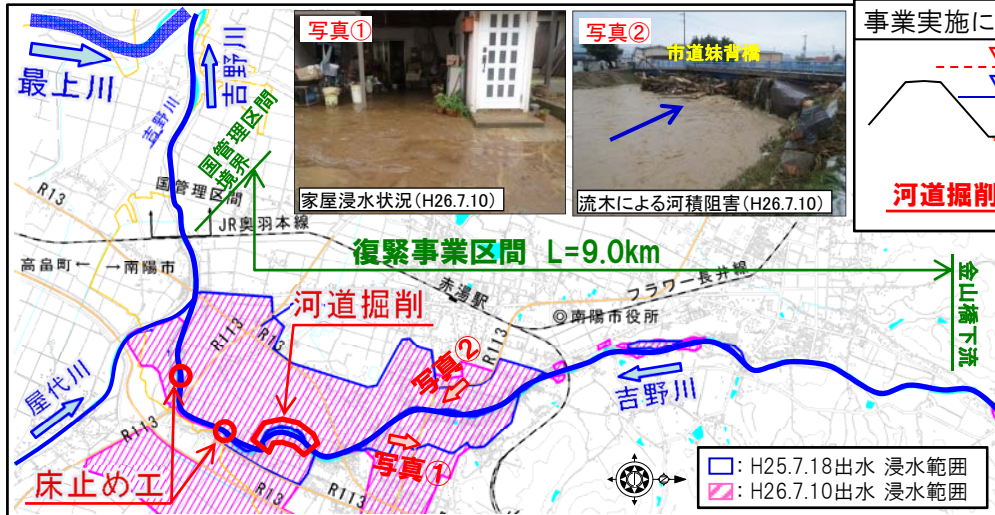 写真①
家屋浸水状況(H26.7.10)
写真②
市道妹背橋
流木による河積阻害(H26.7.10)
事業実施に
河道掘削
最上川
吉野川
吉野川
国管理区間
境界
国管理区間
R13
JR奥羽本線
高畠町← →南陽市
復緊事業区間 L=9.0km
金山橋下流
赤湯駅
フラワー長井線
◎南陽市役所
河道掘削
R113
R13
R113
写真②
吉野川
屋代川
R113
写真①
床止め工
R13
R113
:H25.7.18出水 浸水範囲
:H26.7.10出水 浸水範囲